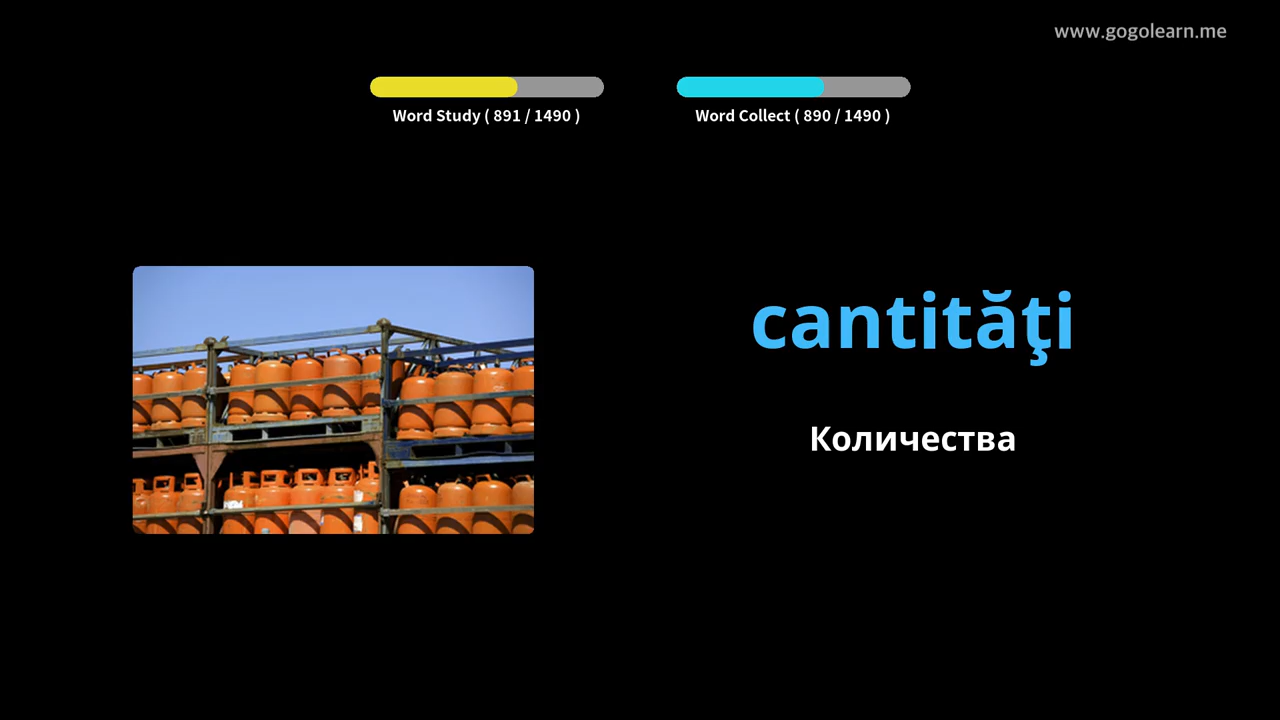 www.gogolearn.me
Word Study ( 891 / 1490 )
Word Collect ( 890 / 1490 )
cantităţi
Количества